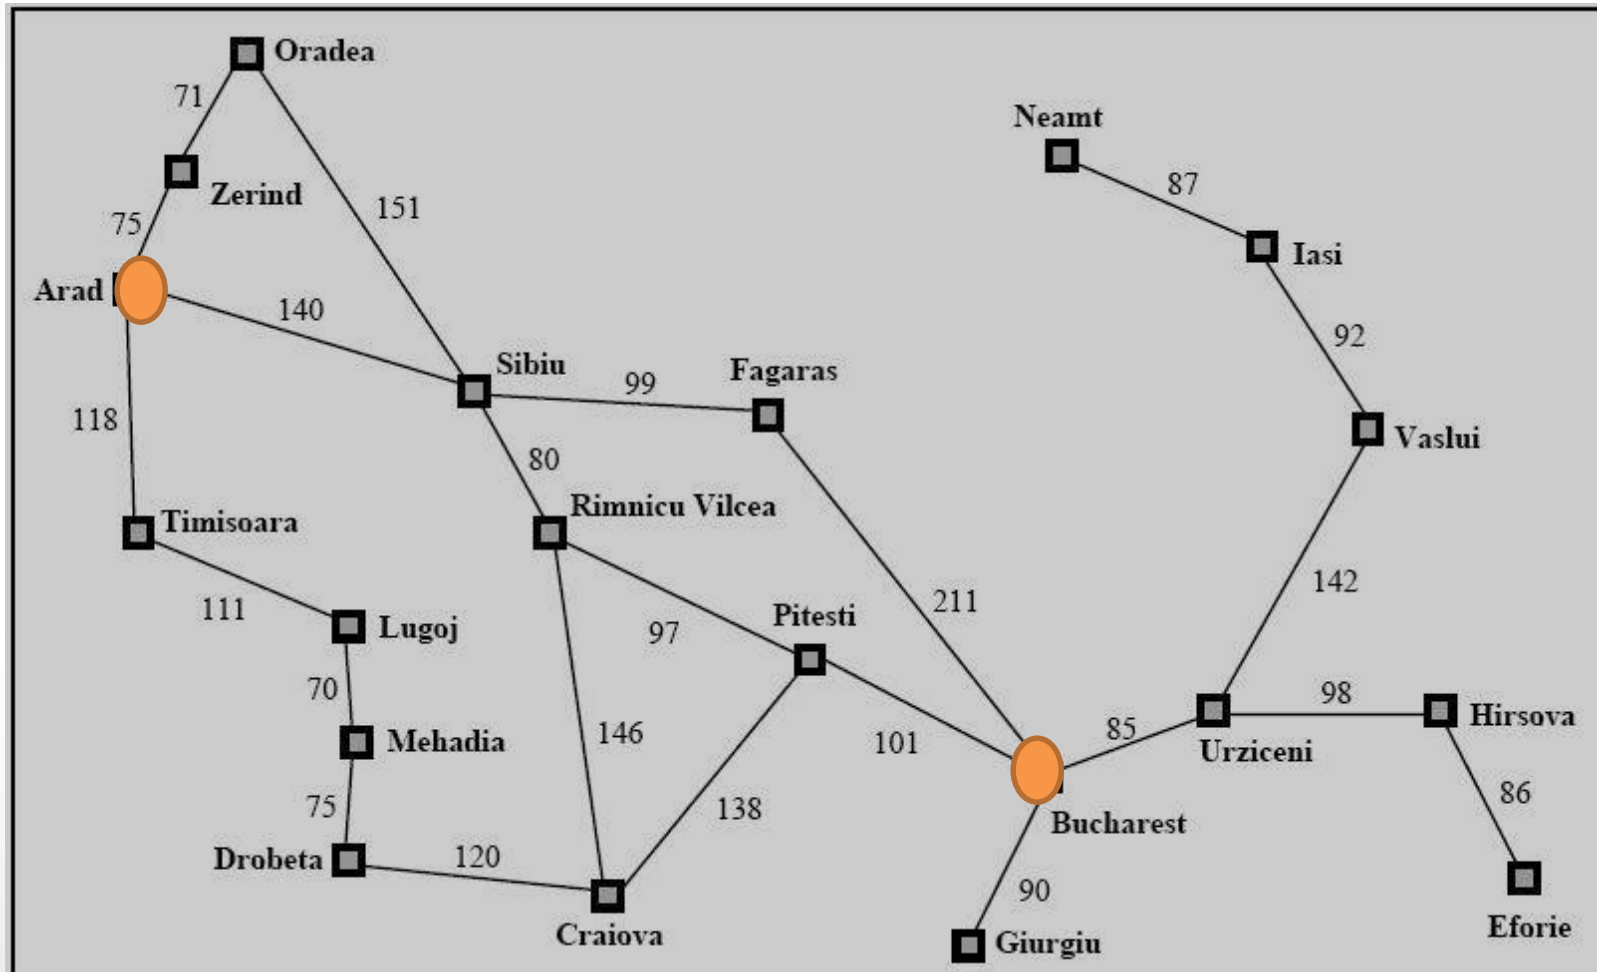 Oradea
71
Neamt
87
Zerind
151
75
Iasi
Arad
140
92
Sibiu
Fagaras
99
118
Vaslui
80
Rimnicu Vilcea
Timisoara
142
211
111
Pitesti
Lugoj
97
70
98
Hirsova
146
101
85
Mehadia
Urziceni
86
75
138
Bucharest
Drobeta
120
90
Craiova
Giurgiu
Eforie